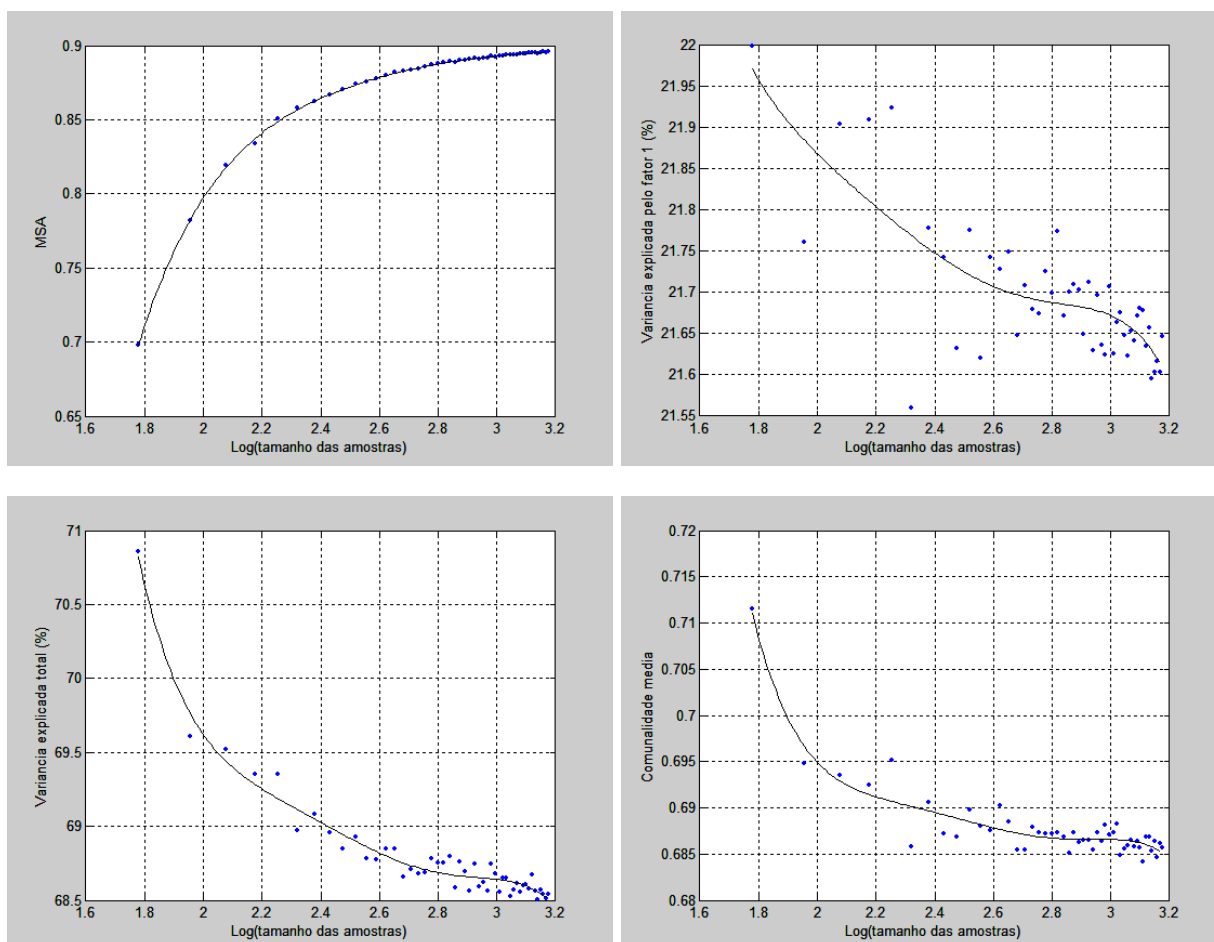 MSA
0.9
0.85
0.8
0.75
0.7
0.65
1.6 1.8 2 2.2 2.4 2.6 2.8 3 3.2
Log(tamanho das amostras)
Variancia explicada pelo fator 1 (%)
22
21.95
21.9
21.85
21.8
21.75
21.7
21.65
21.6
21.55
1.6 1.8 2 2.2 2.4 2.6 2.8 3 3.2
Log(tamanho das amostras)
Variancia explicada total (%)
71
70.5
70
69.5
69
68.5
1.6 1.8 2 2.2 2.4 2.6 2.8 3 3.2
Log(tamanho das amostras)
Comunalidade media
0.72
0.715
0.71
0.705
0.7
0.695
0.69
0.685
0.68
1.6 1.8 2 2.2 2.4 2.6 2.8 3 3.2
Log(tamanho das amostras)